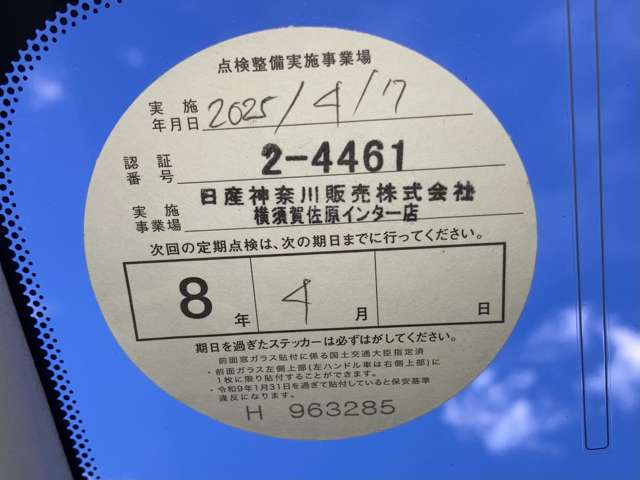 点検整備実施事業場
実施年月日 2025/4/17
認証番号 2-4461
実施事業場 日産神奈川販売株式会社
横須賀佐原インター店
次回の定期点検は、次の期日までに行ってください。
8年 4月 日
期日を過ぎたステッカーは必ずはがしてください。
前面窓ガラス貼付に係る国土交通大臣指定済
・前面ガラス左側上部(左ハンドル車は右側上部)に
1枚に限り貼付することができます。
・令和9年1月31日を過ぎて貼付していると保安基準
違反になります。
H 963285